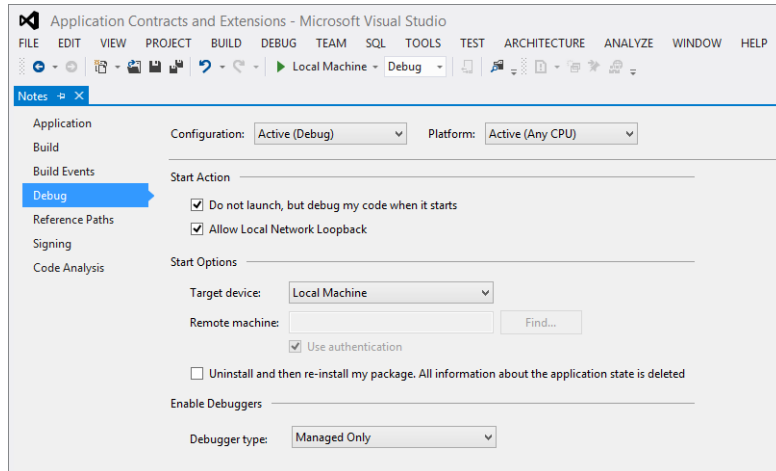 Application Contracts and Extensions - Microsoft Visual Studio
FILE EDIT VIEW PROJECT BUILD DEBUG TEAM SQL TOOLS TEST ARCHITECTURE ANALYZE WINDOW HELP
Local Machine Debug
Notes
Application
Build
Build Events
Debug
Reference Paths
Signing
Code Analysis
Configuration: Active (Debug) Platform: Active (Any CPU)
Start Action
Do not launch, but debug my code when it starts
Allow Local Network Loopback
Start Options
Target device: Local Machine
Remote machine: Find...
Use authentication
Uninstall and then re-install my package. All information about the application state is deleted
Enable Debuggers
Debugger type: Managed Only